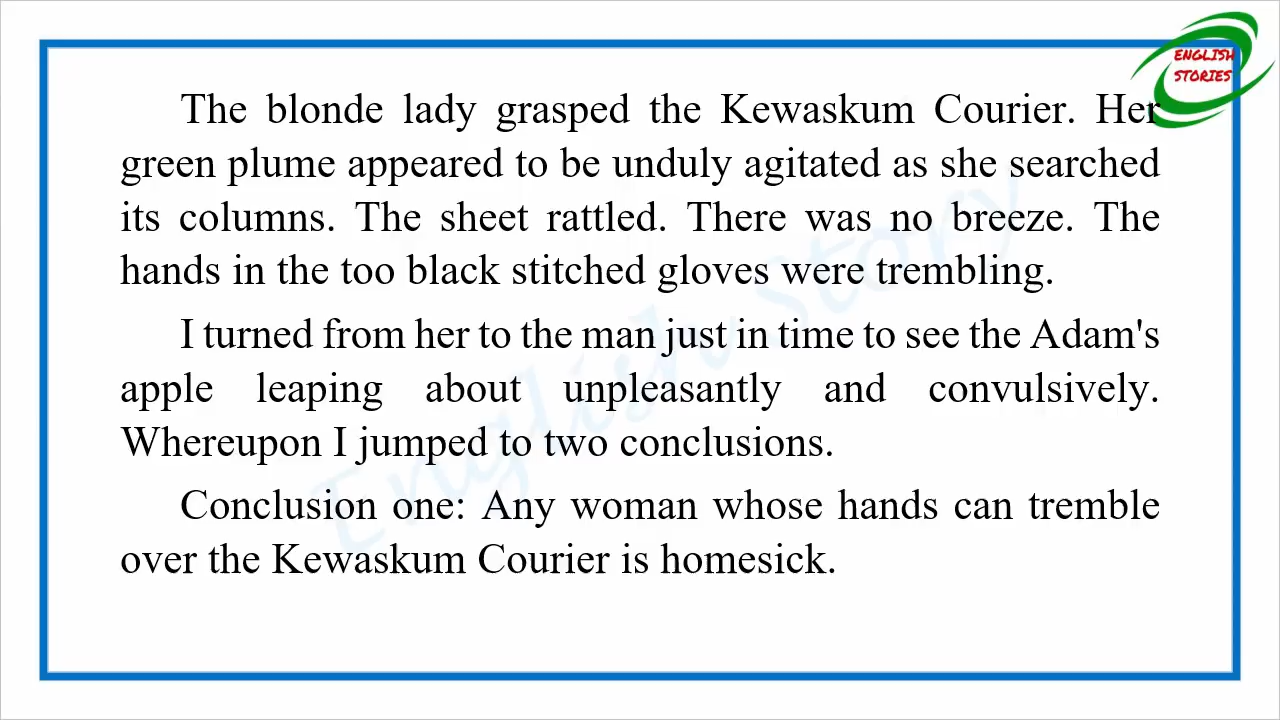 ENGLISH
STORIES
The blonde lady grasped the Kewaskum Courier. Her
green plume appeared to be unduly agitated as she searched
its columns. The sheet rattled. There was no breeze. The
hands in the too black stitched gloves were trembling.
I turned from her to the man just in time to see the Adam's
apple leaping about unpleasantly and convulsively.
Whereupon I jumped to two conclusions.
Conclusion one: Any woman whose hands can tremble
over the Kewaskum Courier is homesick.
English Story